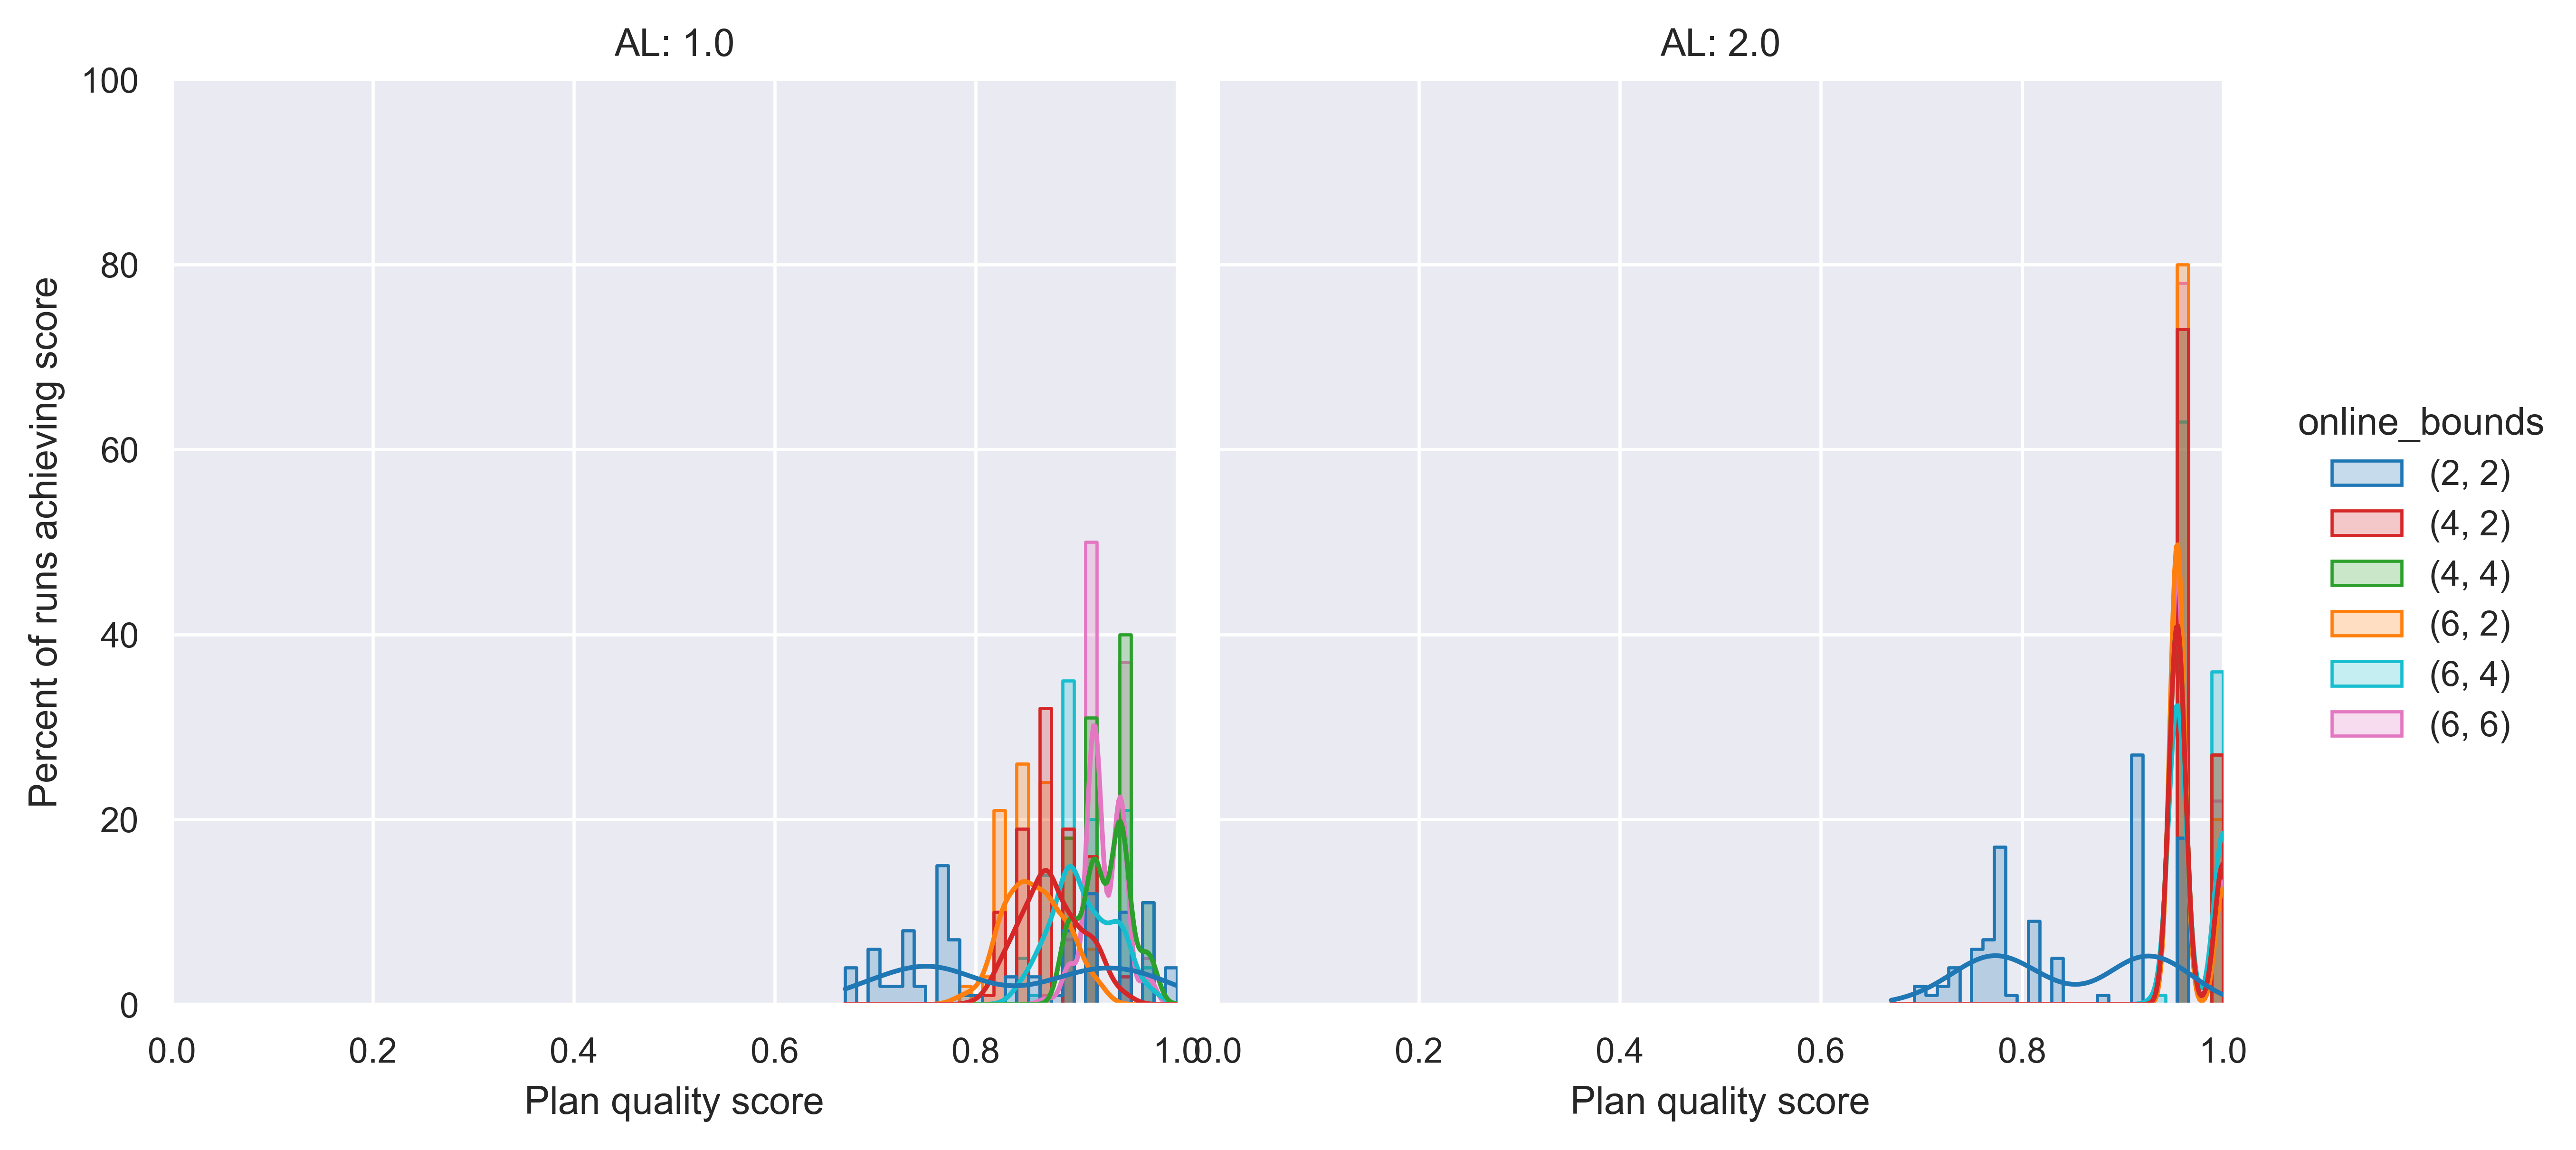 AL: 1.0
AL: 2.0
Percent of runs achieving score
100
80
60
40
20
0
0.0 0.2 0.4 0.6 0.8 1.0
0.0 0.2 0.4 0.6 0.8 1.0
Plan quality score
Plan quality score
online_bounds
(2, 2)
(4, 2)
(4, 4)
(6, 2)
(6, 4)
(6, 6)